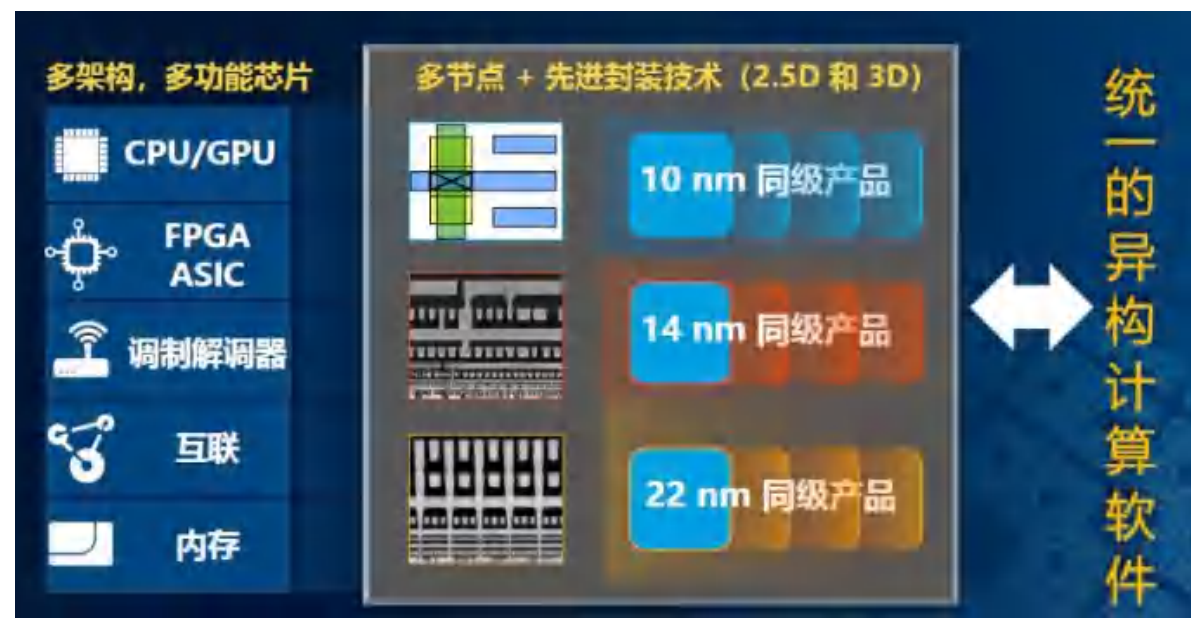 多架构，多功能芯片
CPU/GPU
FPGA
ASIC
调制解调器
互联
内存
多节点 + 先进封装技术（2.5D 和 3D）
10 nm 同级产品
14 nm 同级产品
22 nm 同级产品
统一的异构计算软件